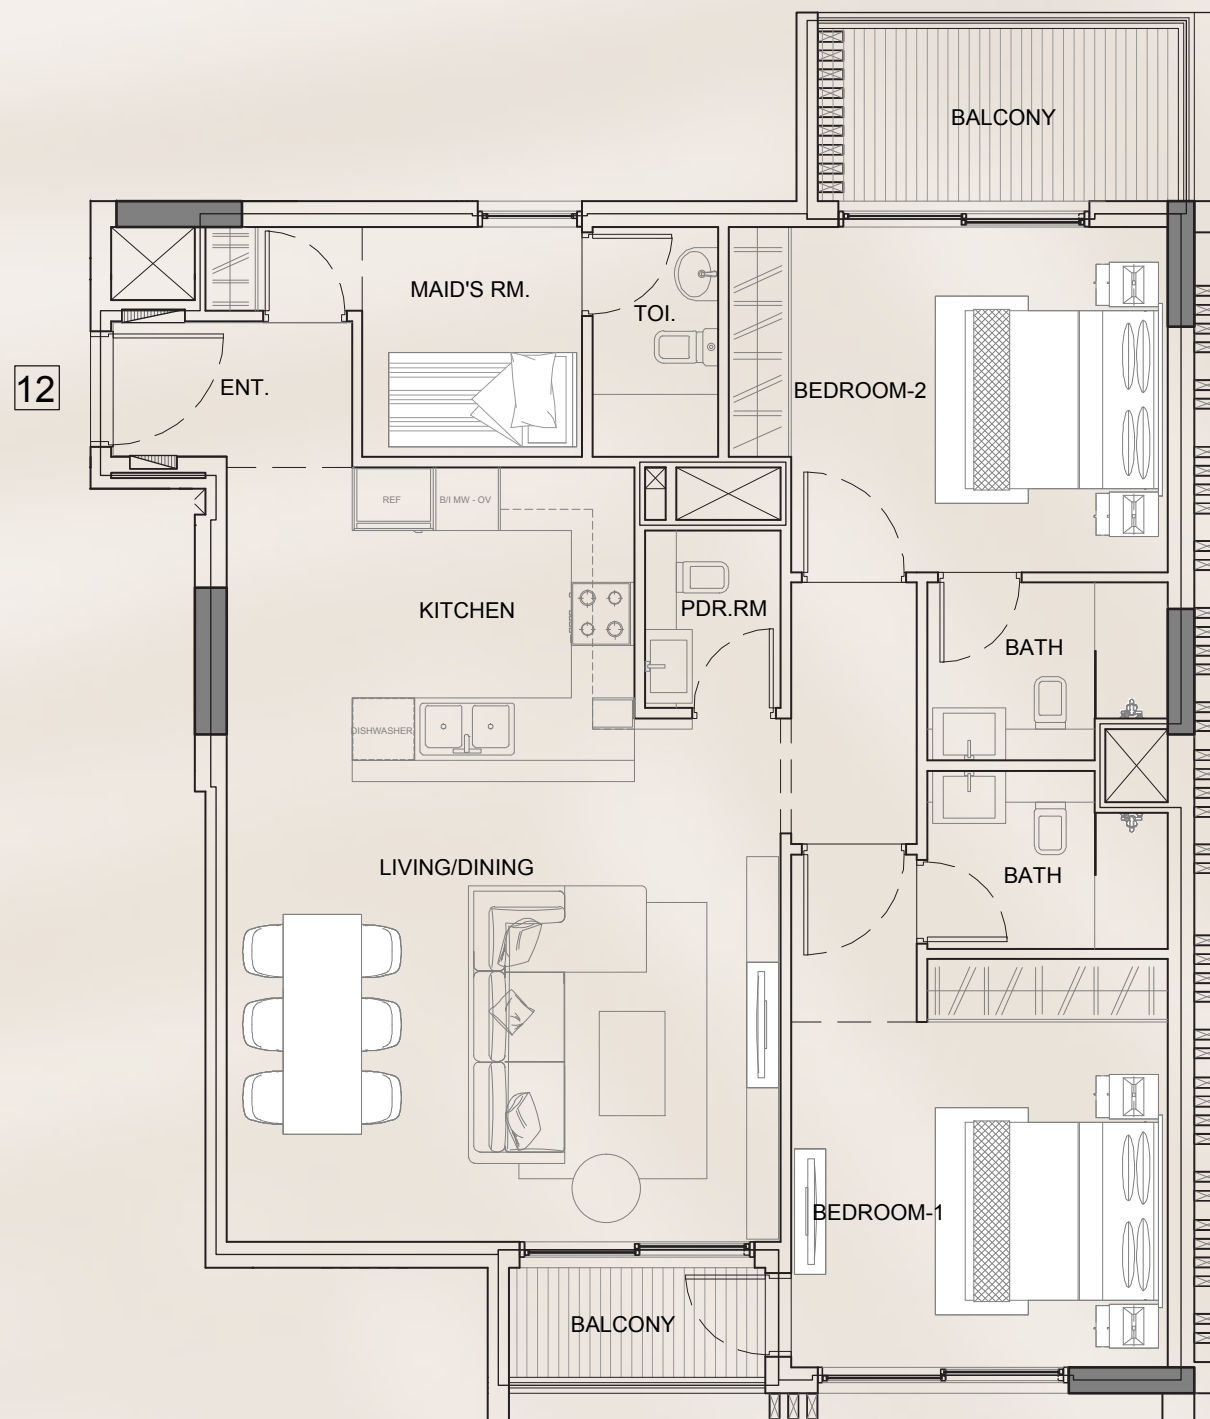 BALCONY
MAID'S RM.
TOI.
12
ENT.
BEDROOM-2
REF
B/I MW - OV
KITCHEN
PDR.RM
BATH
DISHWASHER
LIVING/DINING
BATH
BEDROOM-1
BALCONY